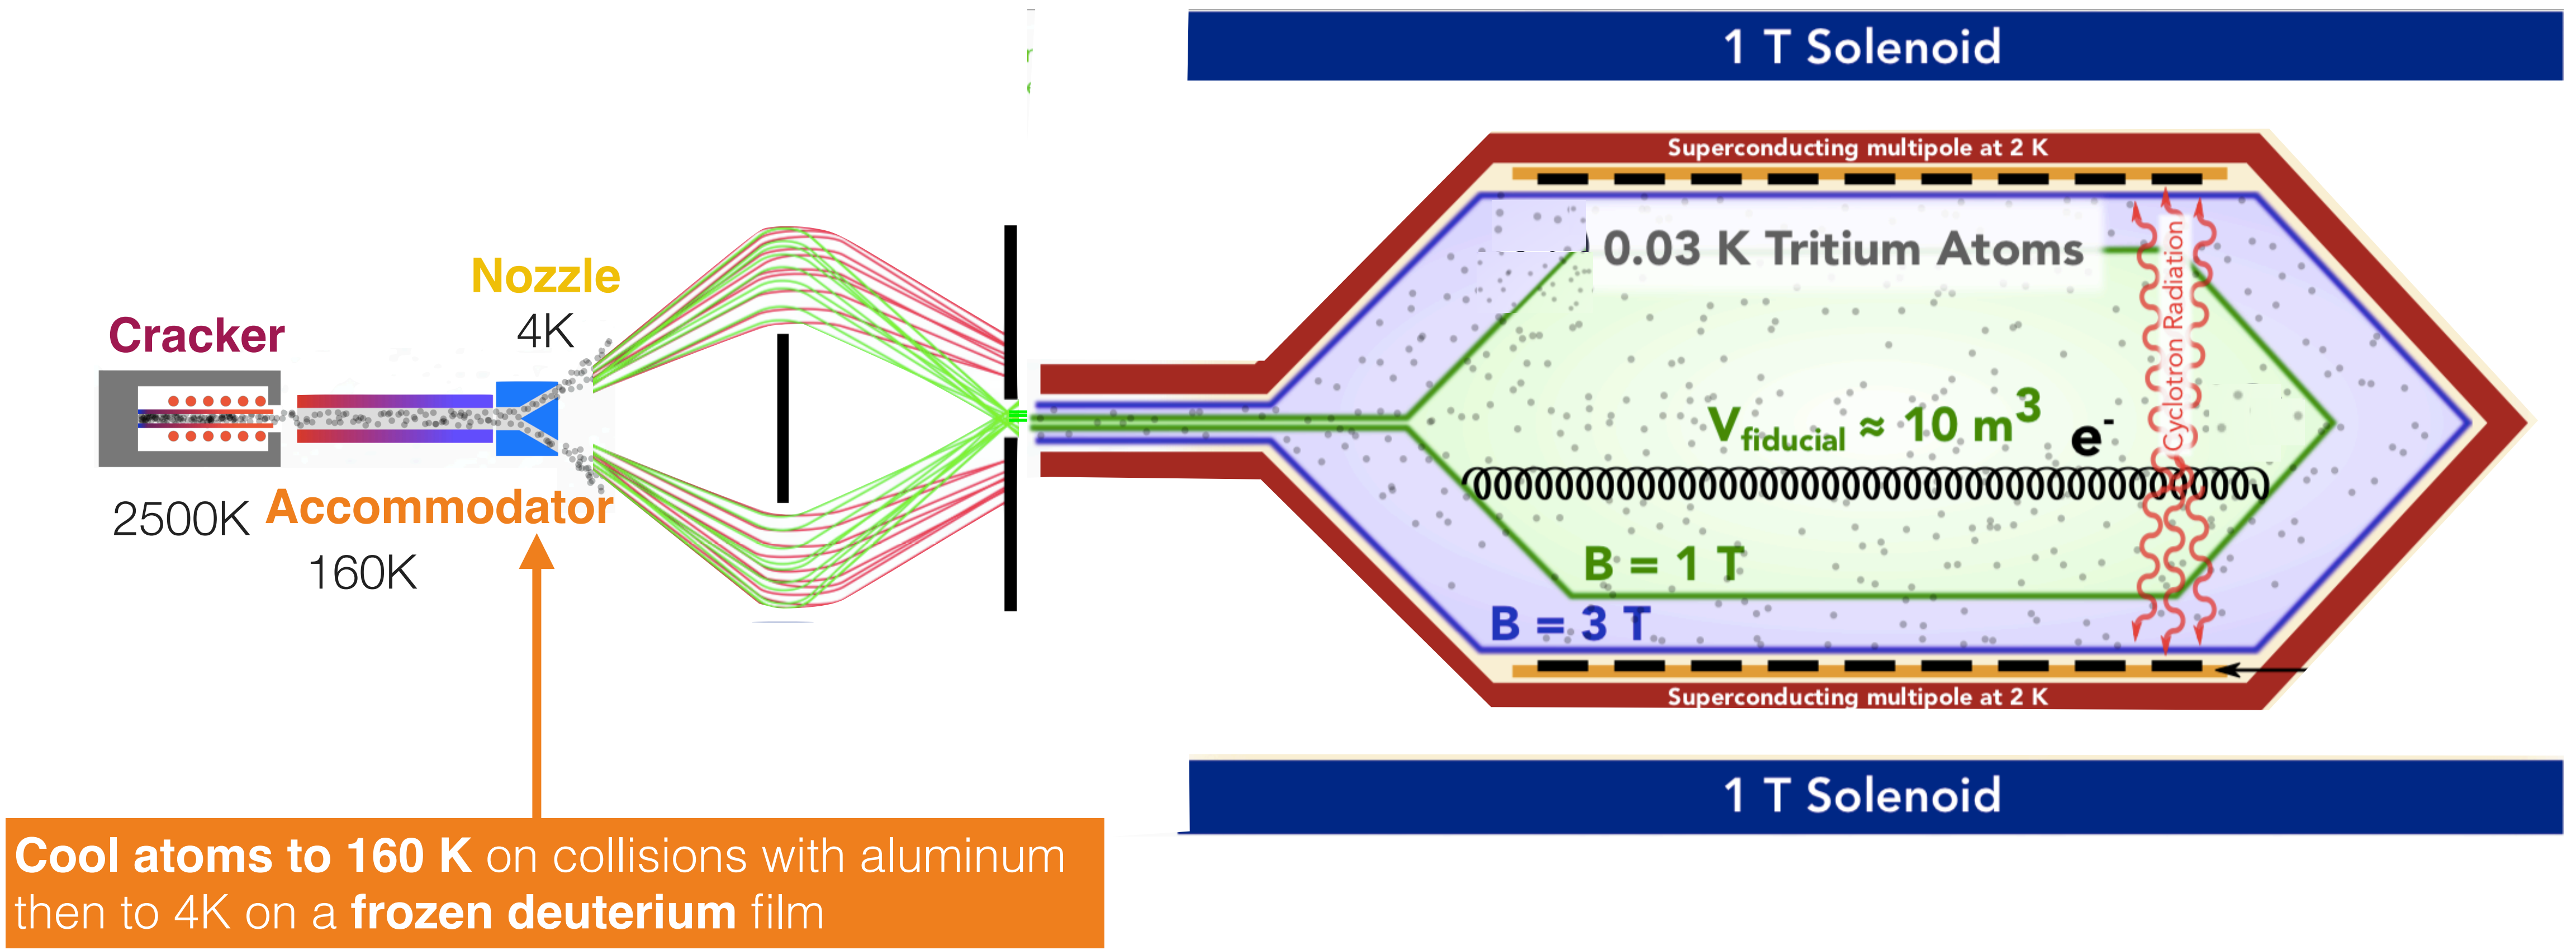 1 T Solenoid
Superconducting multipole at 2 K
0.03 K Tritium Atoms
Nozzle
4K
Cracker
2500K
Accommodator
160K
Cyclotron Radiation
Vfiducial ≈ 10 m³
e⁻
B = 1 T
B = 3 T
Superconducting multipole at 2 K
1 T Solenoid
Cool atoms to 160 K on collisions with aluminum
then to 4K on a frozen deuterium film